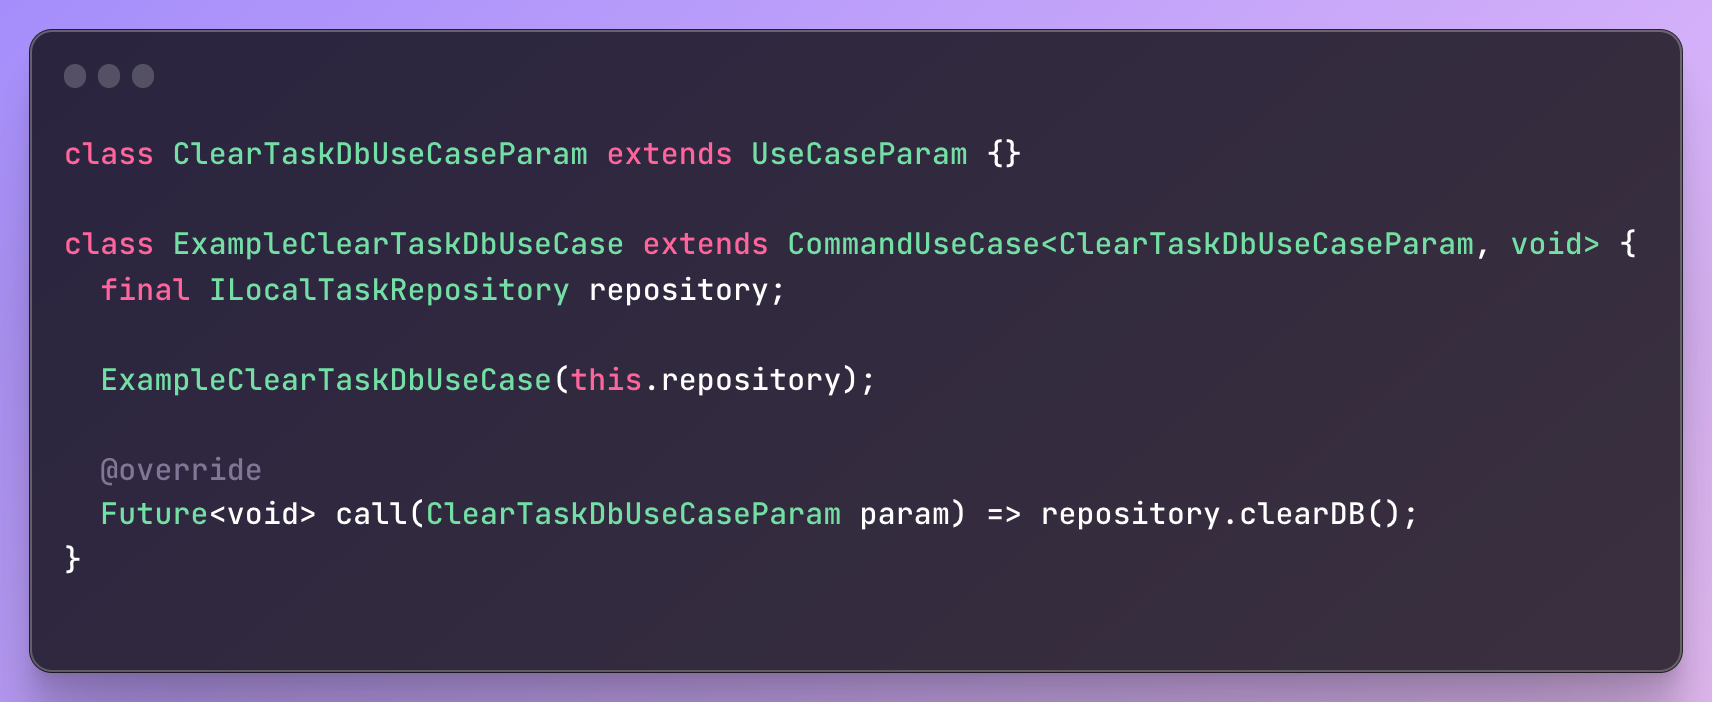 class ClearTaskDbUseCaseParam extends UseCaseParam {}
class ExampleClearTaskDbUseCase extends CommandUseCase<ClearTaskDbUseCaseParam, void> {
  final ILocalTaskRepository repository;
  ExampleClearTaskDbUseCase(this.repository);
  @override
  Future<void> call(ClearTaskDbUseCaseParam param) => repository.clearDB();
}